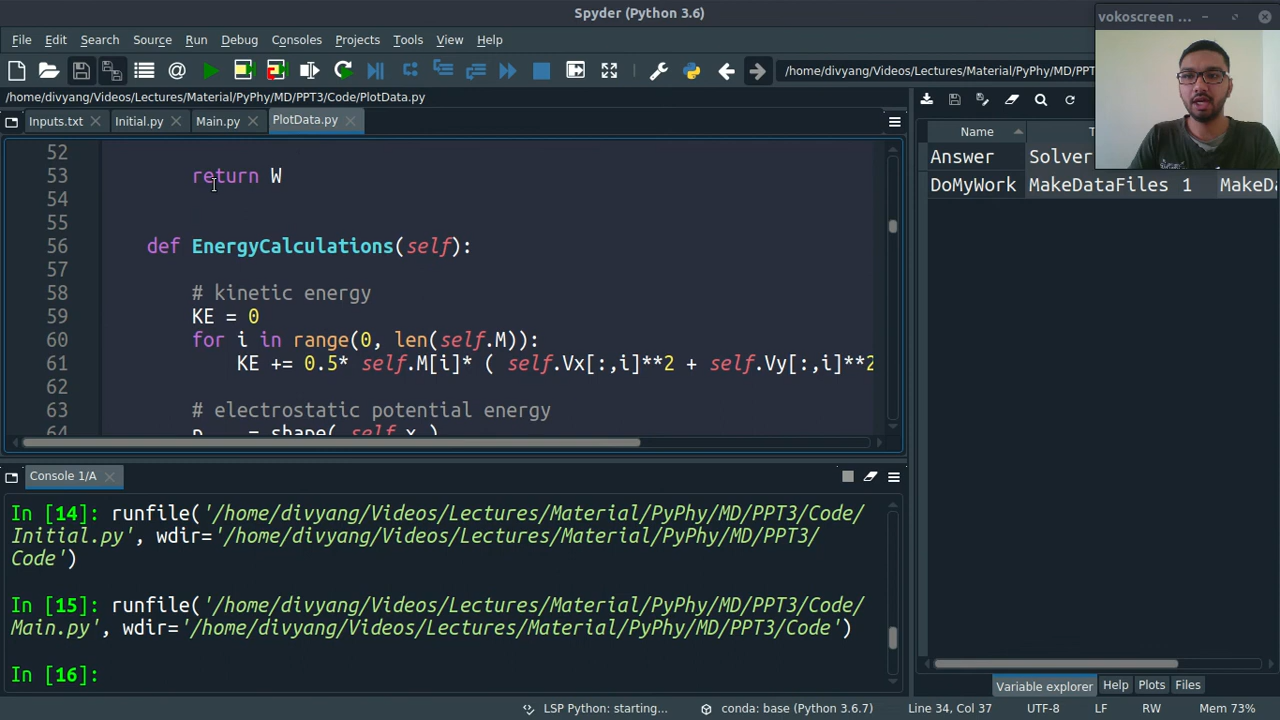 Spyder (Python 3.6)
vokoscreen ...
File Edit Search Source Run Debug Consoles Projects Tools View Help
/home/divyang/Videos/Lectures/Material/PyPhy/MD/PPT
/home/divyang/Videos/Lectures/Material/PyPhy/MD/PPT3/Code/PlotData.py
Inputs.txt Initial.py Main.py PlotData.py
52
53 return W
54
55
56 def EnergyCalculations(self):
57
58 # kinetic energy
59 KE = 0
60 for i in range(0, len(self.M)):
61 KE += 0.5* self.M[i]* ( self.Vx[:,i]**2 + self.Vy[:,i]**2
62
63 # electrostatic potential energy
64 = shape( self.x )
Name
Answer Solver
DoMyWork MakeDataFiles 1 MakeDa
Console 1/A
In [14]: runfile('/home/divyang/Videos/Lectures/Material/PyPhy/MD/PPT3/Code/
Initial.py', wdir='/home/divyang/Videos/Lectures/Material/PyPhy/MD/PPT3/
Code')
In [15]: runfile('/home/divyang/Videos/Lectures/Material/PyPhy/MD/PPT3/Code/
Main.py', wdir='/home/divyang/Videos/Lectures/Material/PyPhy/MD/PPT3/Code')
In [16]:
Variable explorer Help Plots Files
LSP Python: starting... conda: base (Python 3.6.7) Line 34, Col 37 UTF-8 LF RW Mem 73%